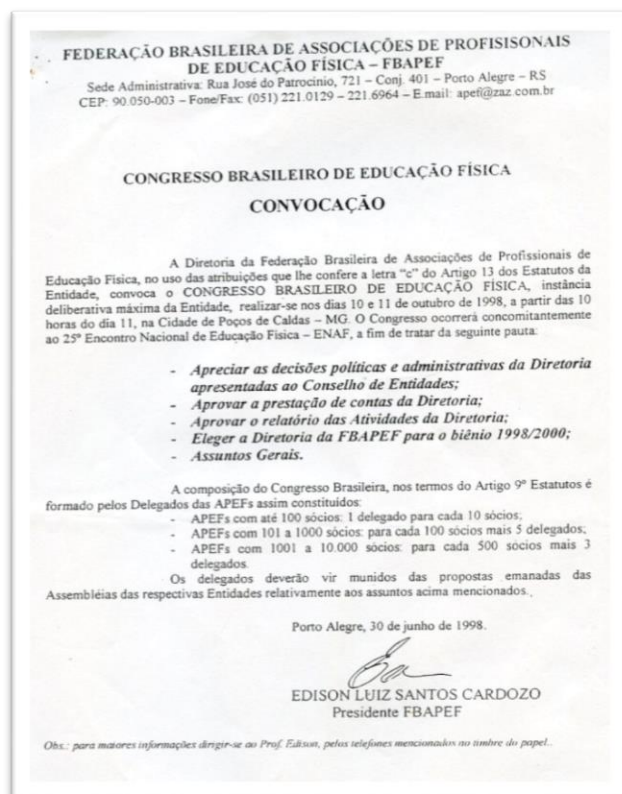 FEDERAÇÃO BRASILEIRA DE ASSOCIAÇÕES DE PROFISISONAIS
DE EDUCAÇÃO FÍSICA – FBAPEF
Sede Administrativa: Rua José do Patrocínio, 721 – Conj. 401 – Porto Alegre – RS
CEP: 90.050-003 – Fone/Fax: (051) 221.0129 – 221.6964 – E.mail: apef@zaz.com.br
CONGRESSO BRASILEIRO DE EDUCAÇÃO FÍSICA
CONVOCAÇÃO
A Diretoria da Federação Brasileira de Associações de Profissionais de
Educação Física, no uso das atribuições que lhe confere a letra “c” do Artigo 13 dos Estatutos da
Entidade, convoca o CONGRESSO BRASILEIRO DE EDUCAÇÃO FÍSICA, instância
deliberativa máxima da Entidade, realizar-se nos dias 10 e 11 de outubro de 1998, a partir das 10
horas do dia 11, na Cidade de Poços de Caldas – MG. O Congresso ocorrerá concomitantemente
ao 25º Encontro Nacional de Educação Física – ENAF, a fim de tratar da seguinte pauta:
- Apreciar as decisões políticas e administrativas da Diretoria
apresentadas ao Conselho de Entidades;
- Aprovar a prestação de contas da Diretoria;
- Aprovar o relatório das Atividades da Diretoria;
- Eleger a Diretoria da FBAPEF para o biênio 1998/2000;
- Assuntos Gerais.
A composição do Congresso Brasileira, nos termos do Artigo 9º Estatutos é
formado pelos Delegados das APEFs assim constituídos:
- APEFs com até 100 sócios: 1 delegado para cada 10 sócios;
- APEFs com 101 a 1000 sócios: para cada 100 sócios mais 5 delegados;
- APEFs com 1001 a 10.000 sócios: para cada 500 sócios mais 3
delegados.
Os delegados deverão vir munidos das propostas emanadas das
Assembléias das respectivas Entidades relativamente aos assuntos acima mencionados.
Porto Alegre, 30 de junho de 1998.
EDISON LUIZ SANTOS CARDOZO
Presidente FBAPEF
Obs.: para maiores informações dirigir-se ao Prof. Edison, pelos telefones mencionados no timbre do papel..